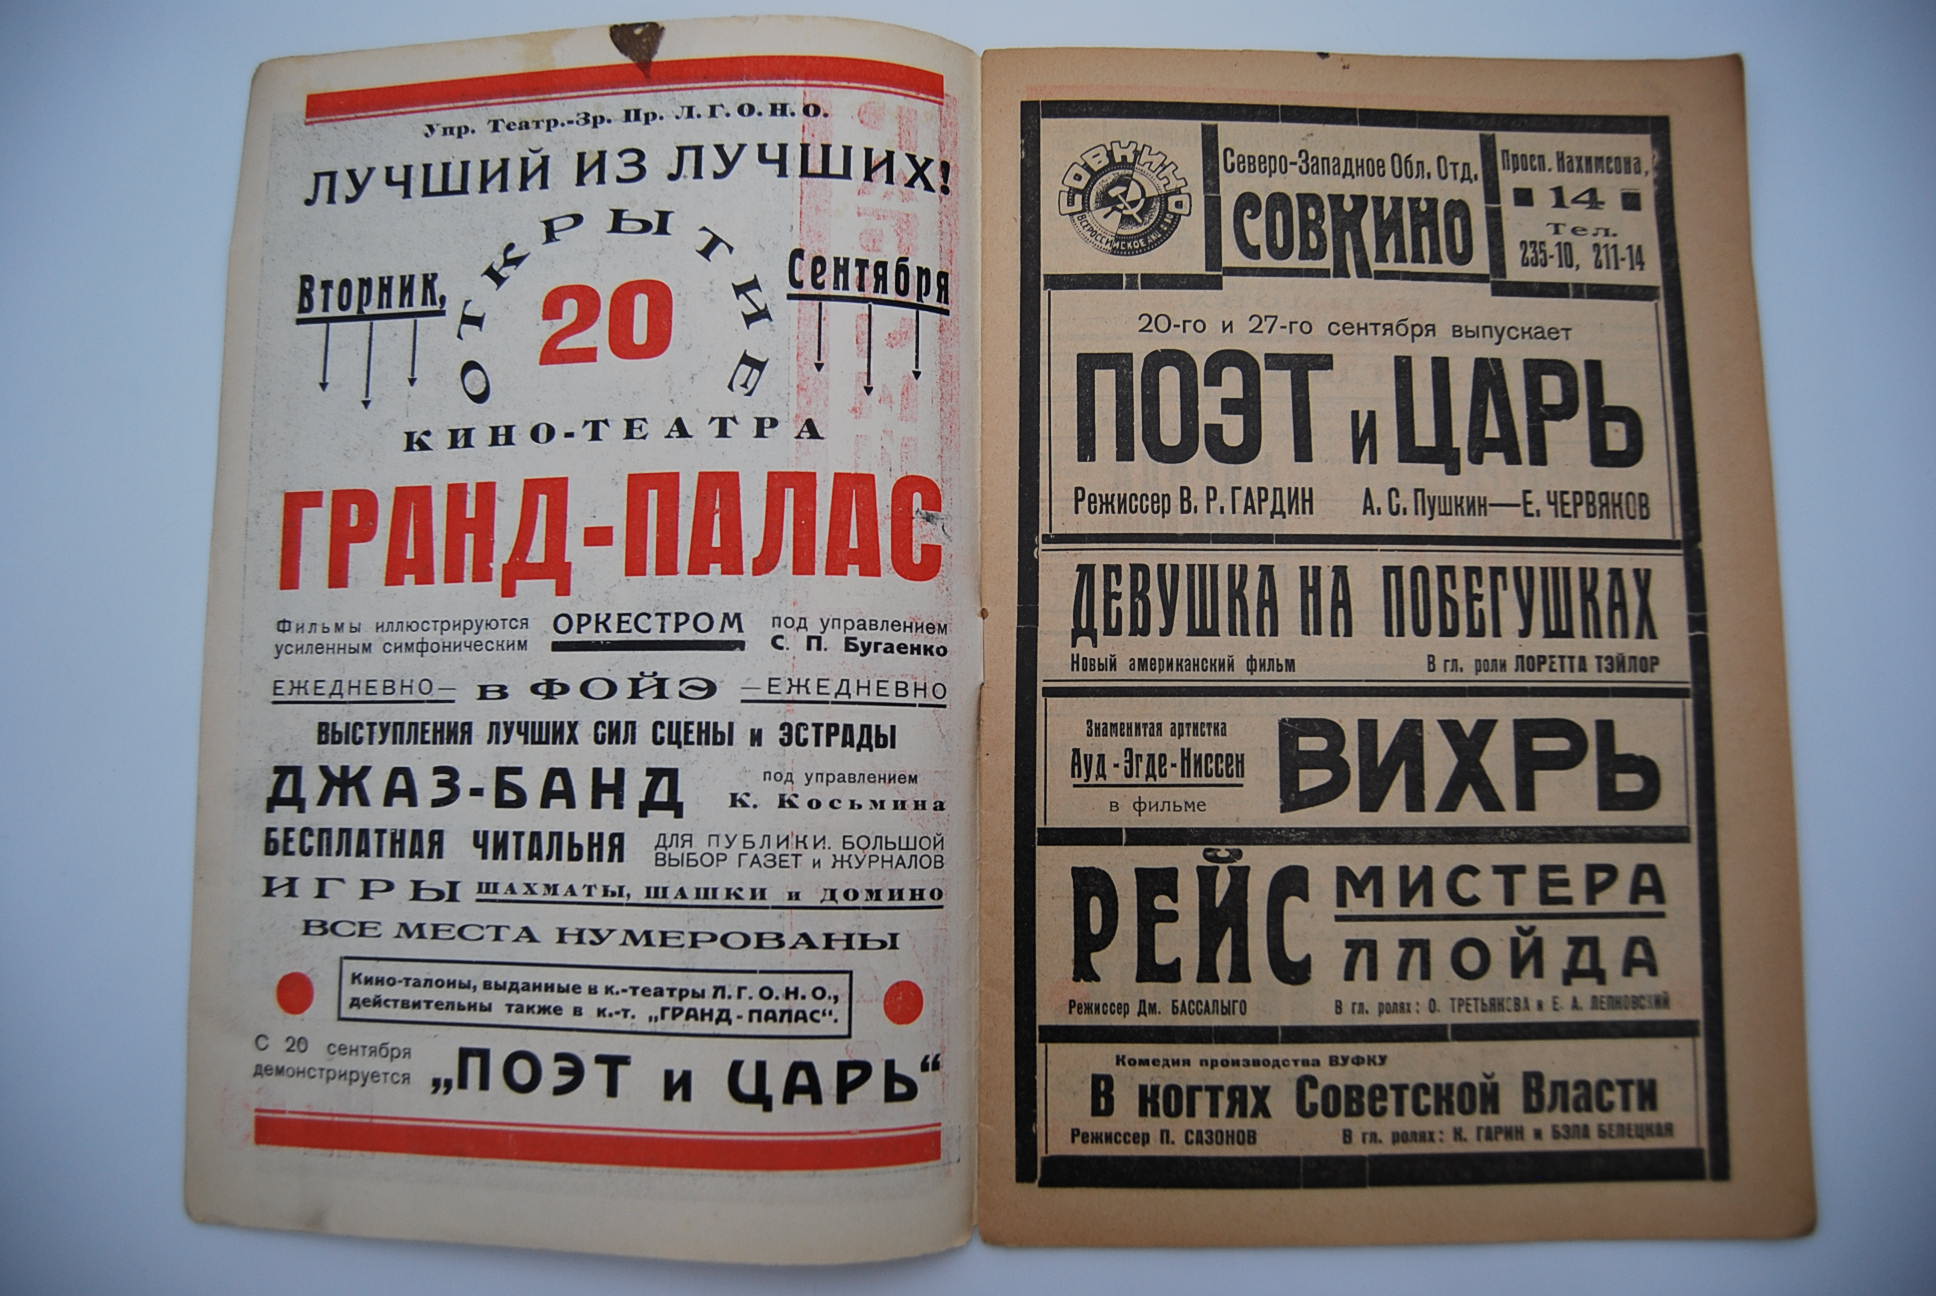 Упр. Театр.-Зр. Пр. Л.Г.О.Н.О.
ЛУЧШИЙ ИЗ ЛУЧШИХ!
ОТКРЫТИЕ
Вторник, 20 Сентября
КИНО-ТЕАТРА
ГРАНД-ПАЛАС
Фильмы иллюстрируются
усиленным симфоническим
ОРКЕСТРОМ
под управлением
С. П. Бугаенко
ЕЖЕДНЕВНО— В ФОЙЭ —ЕЖЕДНЕВНО
ВЫСТУПЛЕНИЯ ЛУЧШИХ СИЛ СЦЕНЫ и ЭСТРАДЫ
ДЖАЗ-БАНД
под управлением
К. Косьмина
БЕСПЛАТНАЯ ЧИТАЛЬНЯ
ДЛЯ ПУБЛИКИ. БОЛЬШОЙ
ВЫБОР ГАЗЕТ и ЖУРНАЛОВ
ИГРЫ ШАХМАТЫ, ШАШКИ и ДОМИНО
ВСЕ МЕСТА НУМЕРОВАНЫ
Кино-талоны, выданные в к.-театры Л.Г.О.Н.О.,
действительны также в к.-т. „ГРАНД-ПАЛАС“.
С 20 сентября
демонстрируется
„ПОЭТ и ЦАРЬ“
СОВКИНО
ВСЕРОССИЙСКОЕ
Северо-Западное Обл. Отд.
СОВКИНО
Просп. Нахимсона,
14
Тел.
235-10, 211-14
20-го и 27-го сентября выпускает
ПОЭТ и ЦАРЬ
Режиссер В. Р. ГАРДИН А. С. Пушкин—Е. ЧЕРВЯКОВ
ДЕВУШКА НА ПОБЕГУШКАХ
Новый американский фильм В гл. роли ЛОРЕТТА ТЭЙЛОР
Знаменитая артистка
Ауд-Эгде-Ниссен
в фильме
ВИХРЬ
РЕЙС
МИСТЕРА
ЛЛОЙДА
Режиссер Дм. БАССАЛЫГО В гл. ролях: О. ТРЕТЬЯКОВА и Е. А. ЛЕПКОВСКИЙ
Комедия производства ВУФКУ
В когтях Советской Власти
Режиссер П. САЗОНОВ В гл. ролях: К. ГАРИН и БЭЛА БЕЛЕЦКАЯ